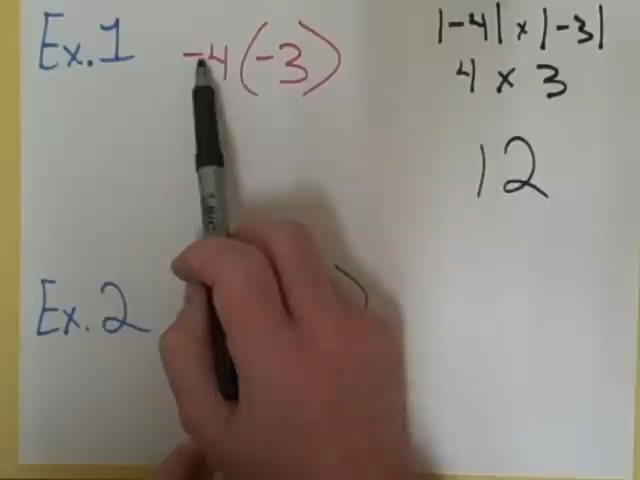 Ex.1 -4(-3)
|-4| x |-3|
4 x 3
12
Ex.2 )